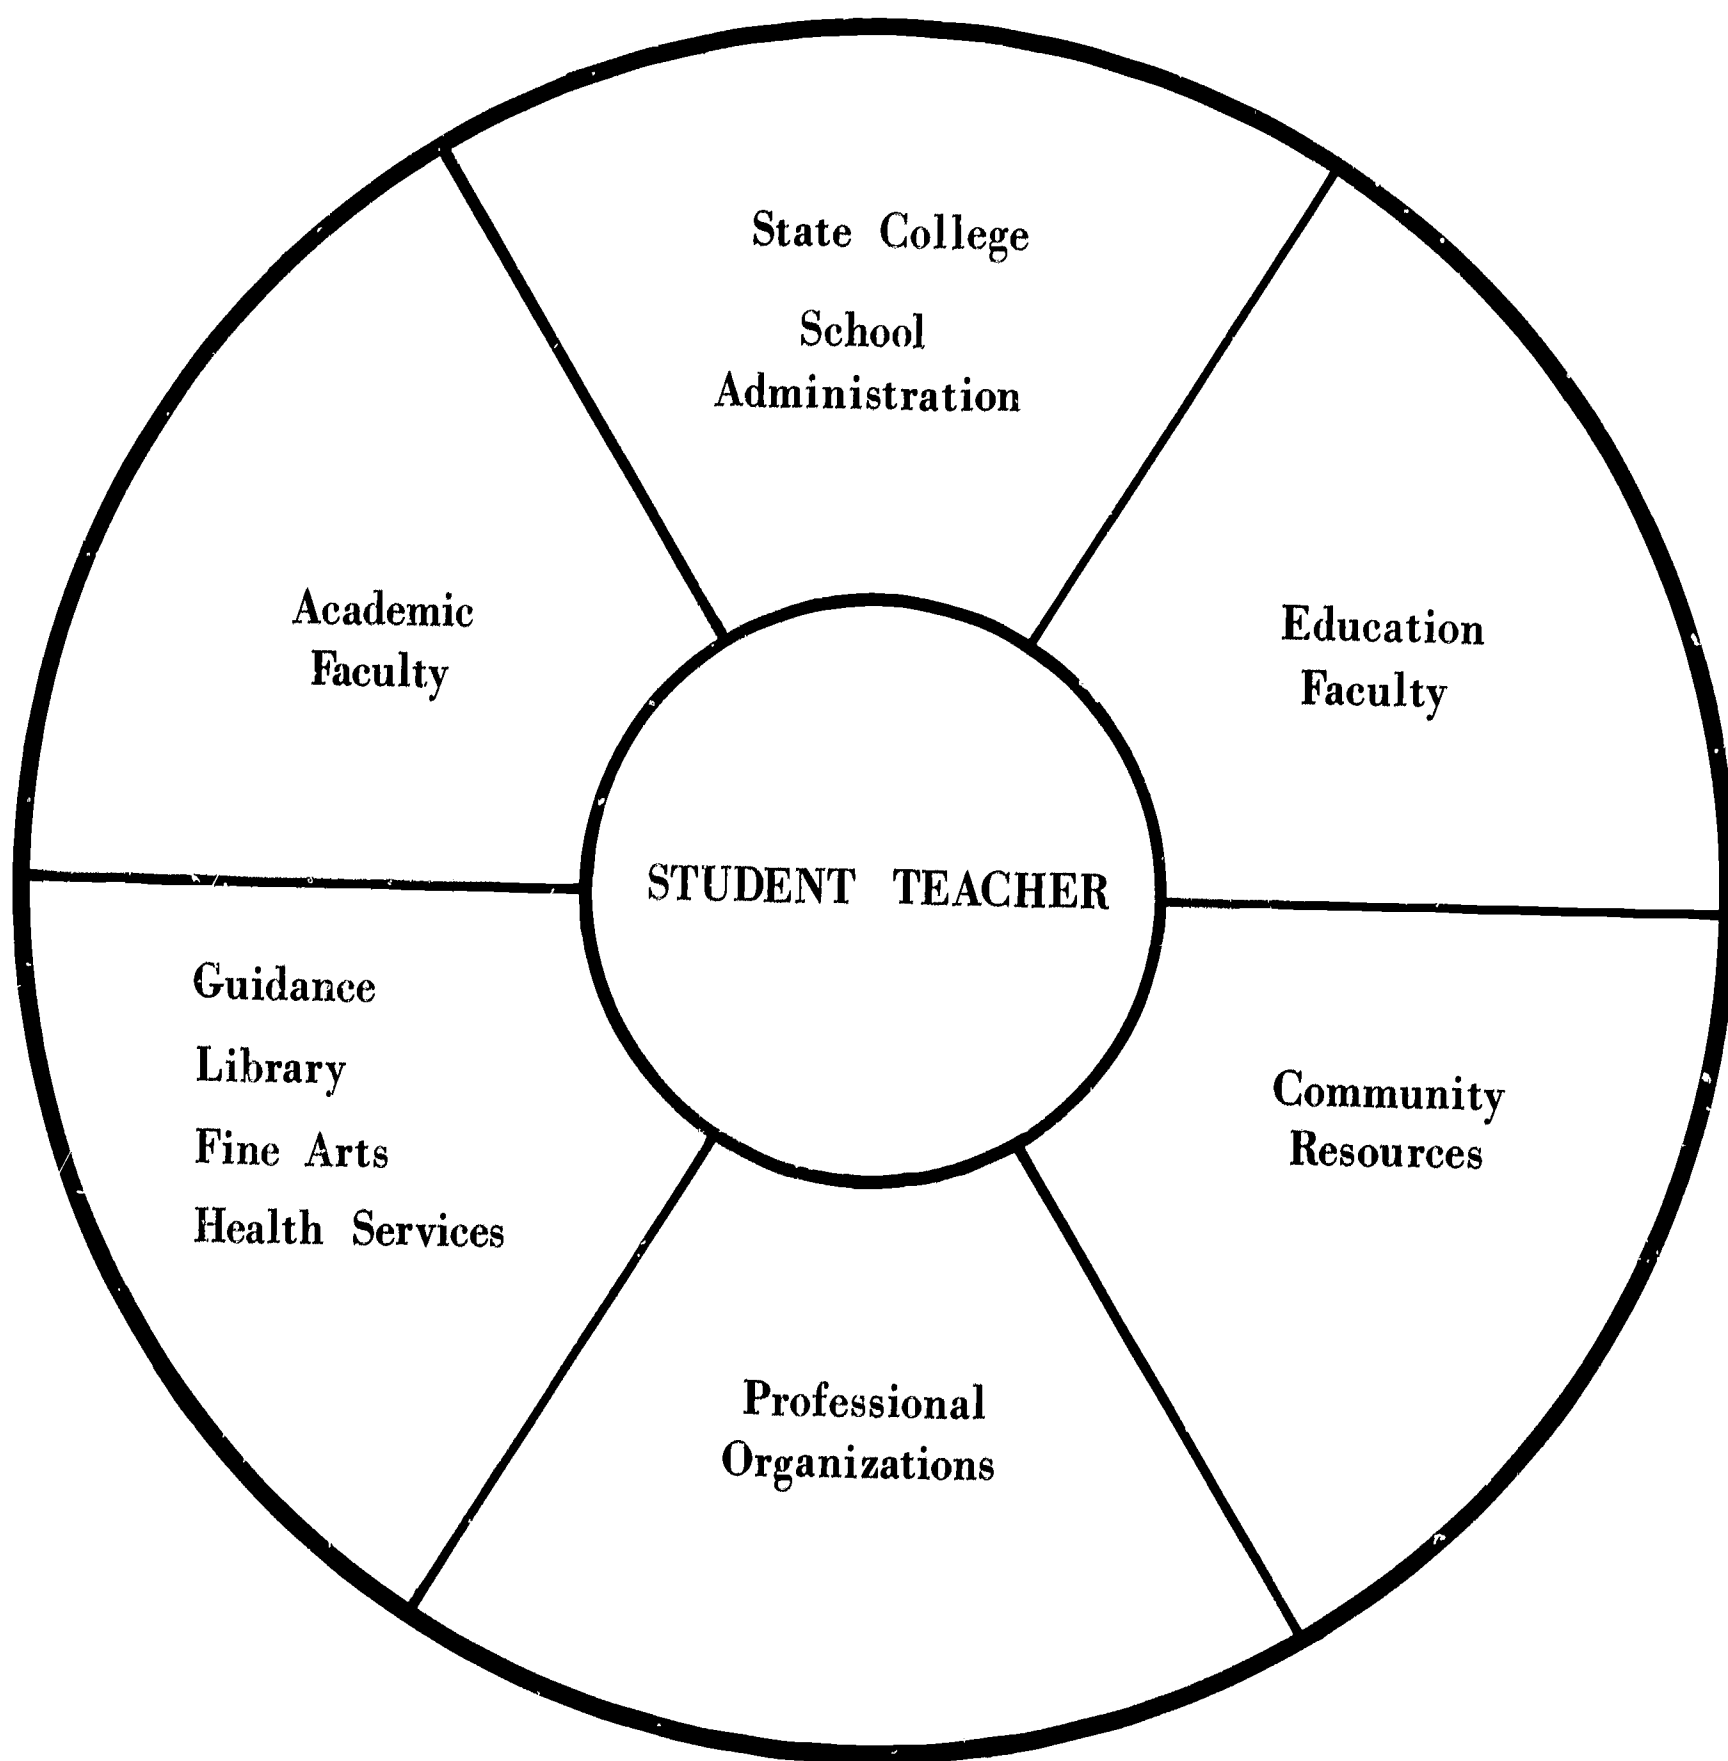 State College
School
Administration
Academic
Faculty
Education
Faculty
STUDENT TEACHER
Guidance
Library
Fine Arts
Health Services
Community
Resources
Professional
Organizations